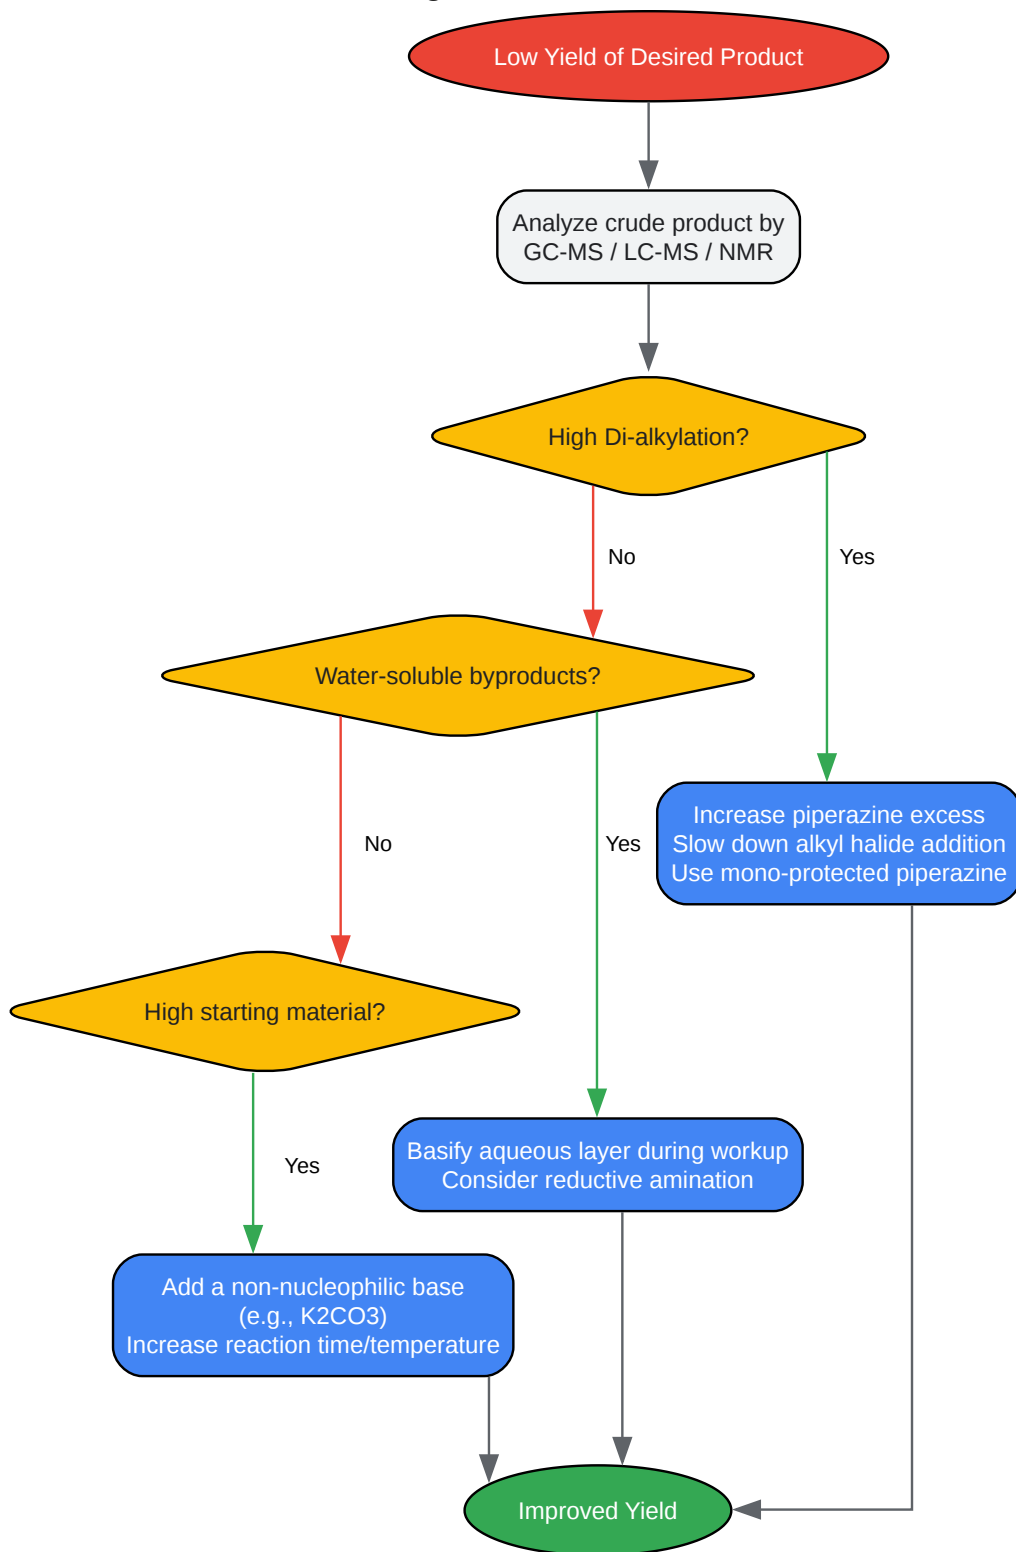 Low Yield of Desired Product
Analyze crude product by
GC-MS / LC-MS / NMR
High Di-alkylation?
No
Yes
Water-soluble byproducts?
No
Yes
Increase piperazine excess
Slow down alkyl halide addition
Use mono-protected piperazine
High starting material?
Yes
Basify aqueous layer during workup
Consider reductive amination
Add a non-nucleophilic base
(e.g., K2CO3)
Increase reaction time/temperature
Improved Yield